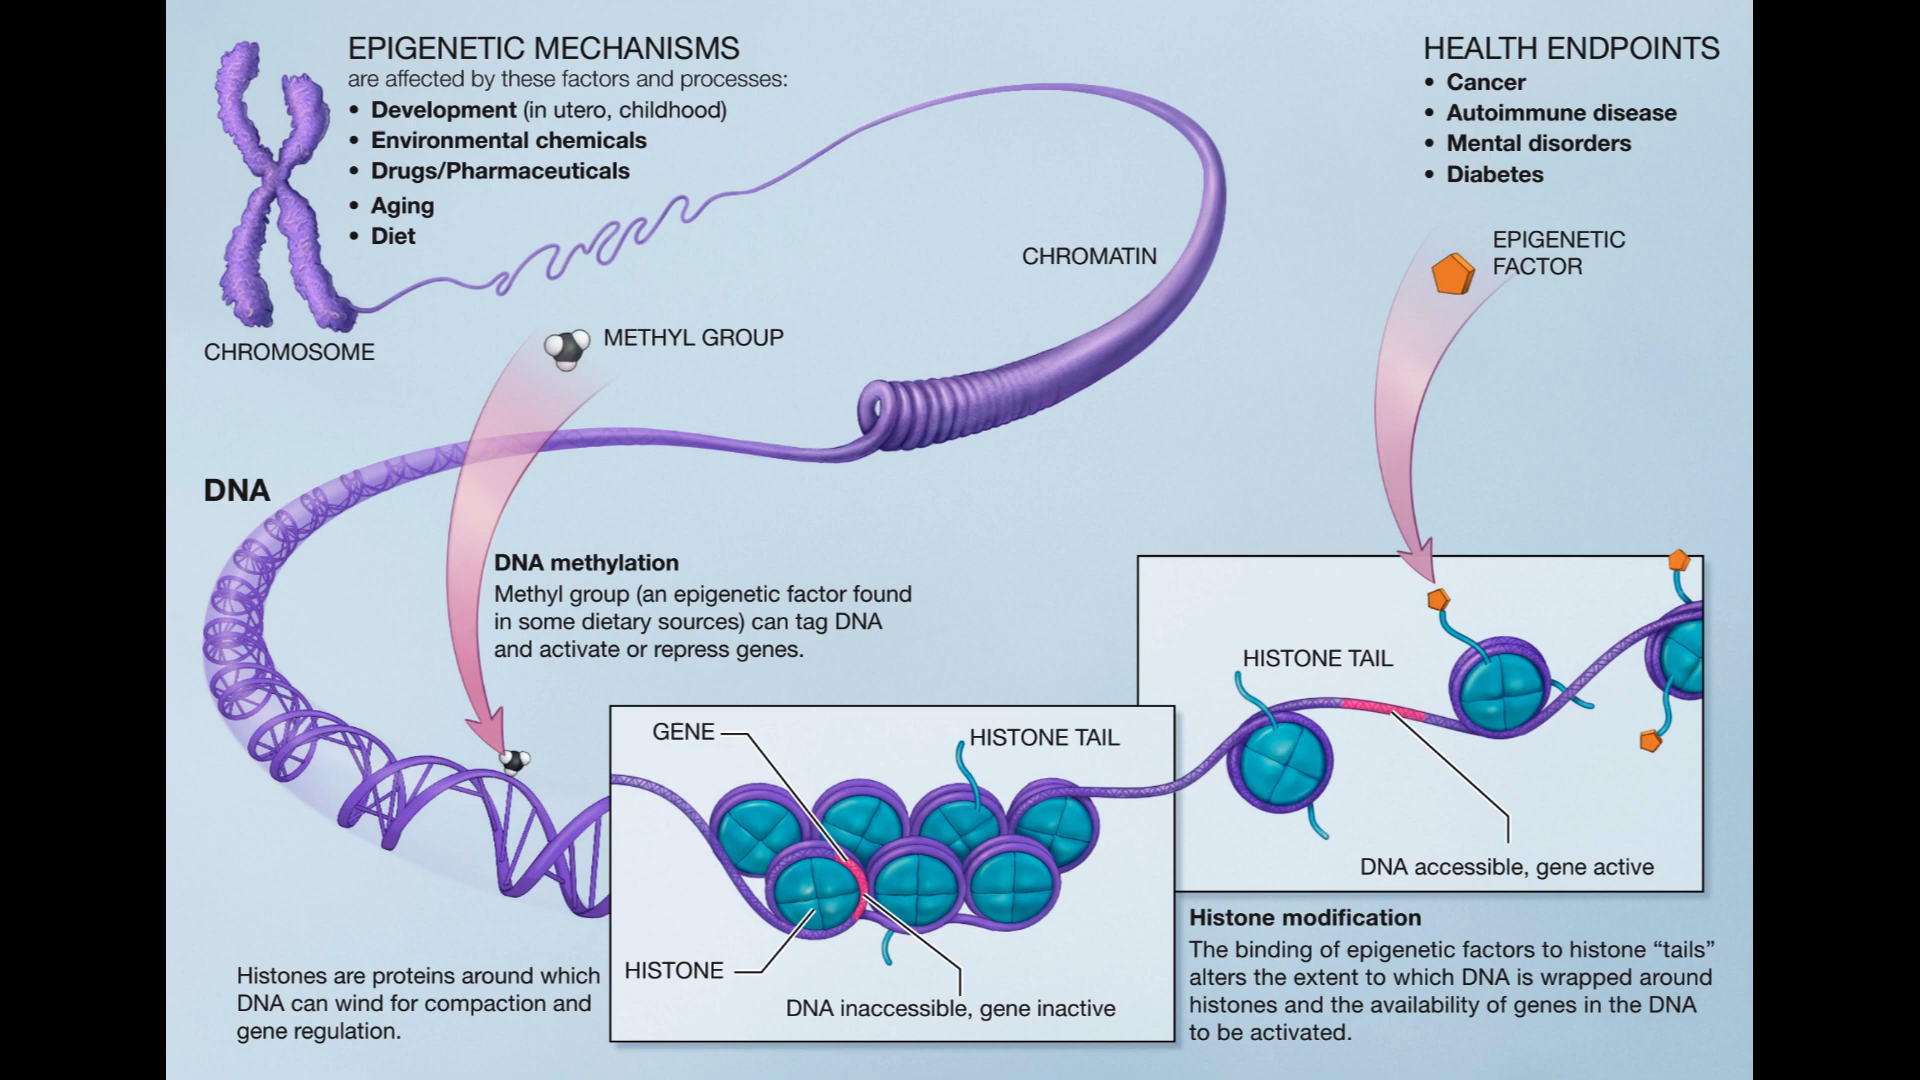 EPIGENETIC MECHANISMS
are affected by these factors and processes:
• Development (in utero, childhood)
• Environmental chemicals
• Drugs/Pharmaceuticals
• Aging
• Diet
HEALTH ENDPOINTS
• Cancer
• Autoimmune disease
• Mental disorders
• Diabetes
EPIGENETIC
FACTOR
CHROMATIN
CHROMOSOME
METHYL GROUP
DNA
DNA methylation
Methyl group (an epigenetic factor found
in some dietary sources) can tag DNA
and activate or repress genes.
HISTONE TAIL
GENE
HISTONE TAIL
DNA accessible, gene active
HISTONE
DNA inaccessible, gene inactive
Histones are proteins around which
DNA can wind for compaction and
gene regulation.
Histone modification
The binding of epigenetic factors to histone “tails”
alters the extent to which DNA is wrapped around
histones and the availability of genes in the DNA
to be activated.